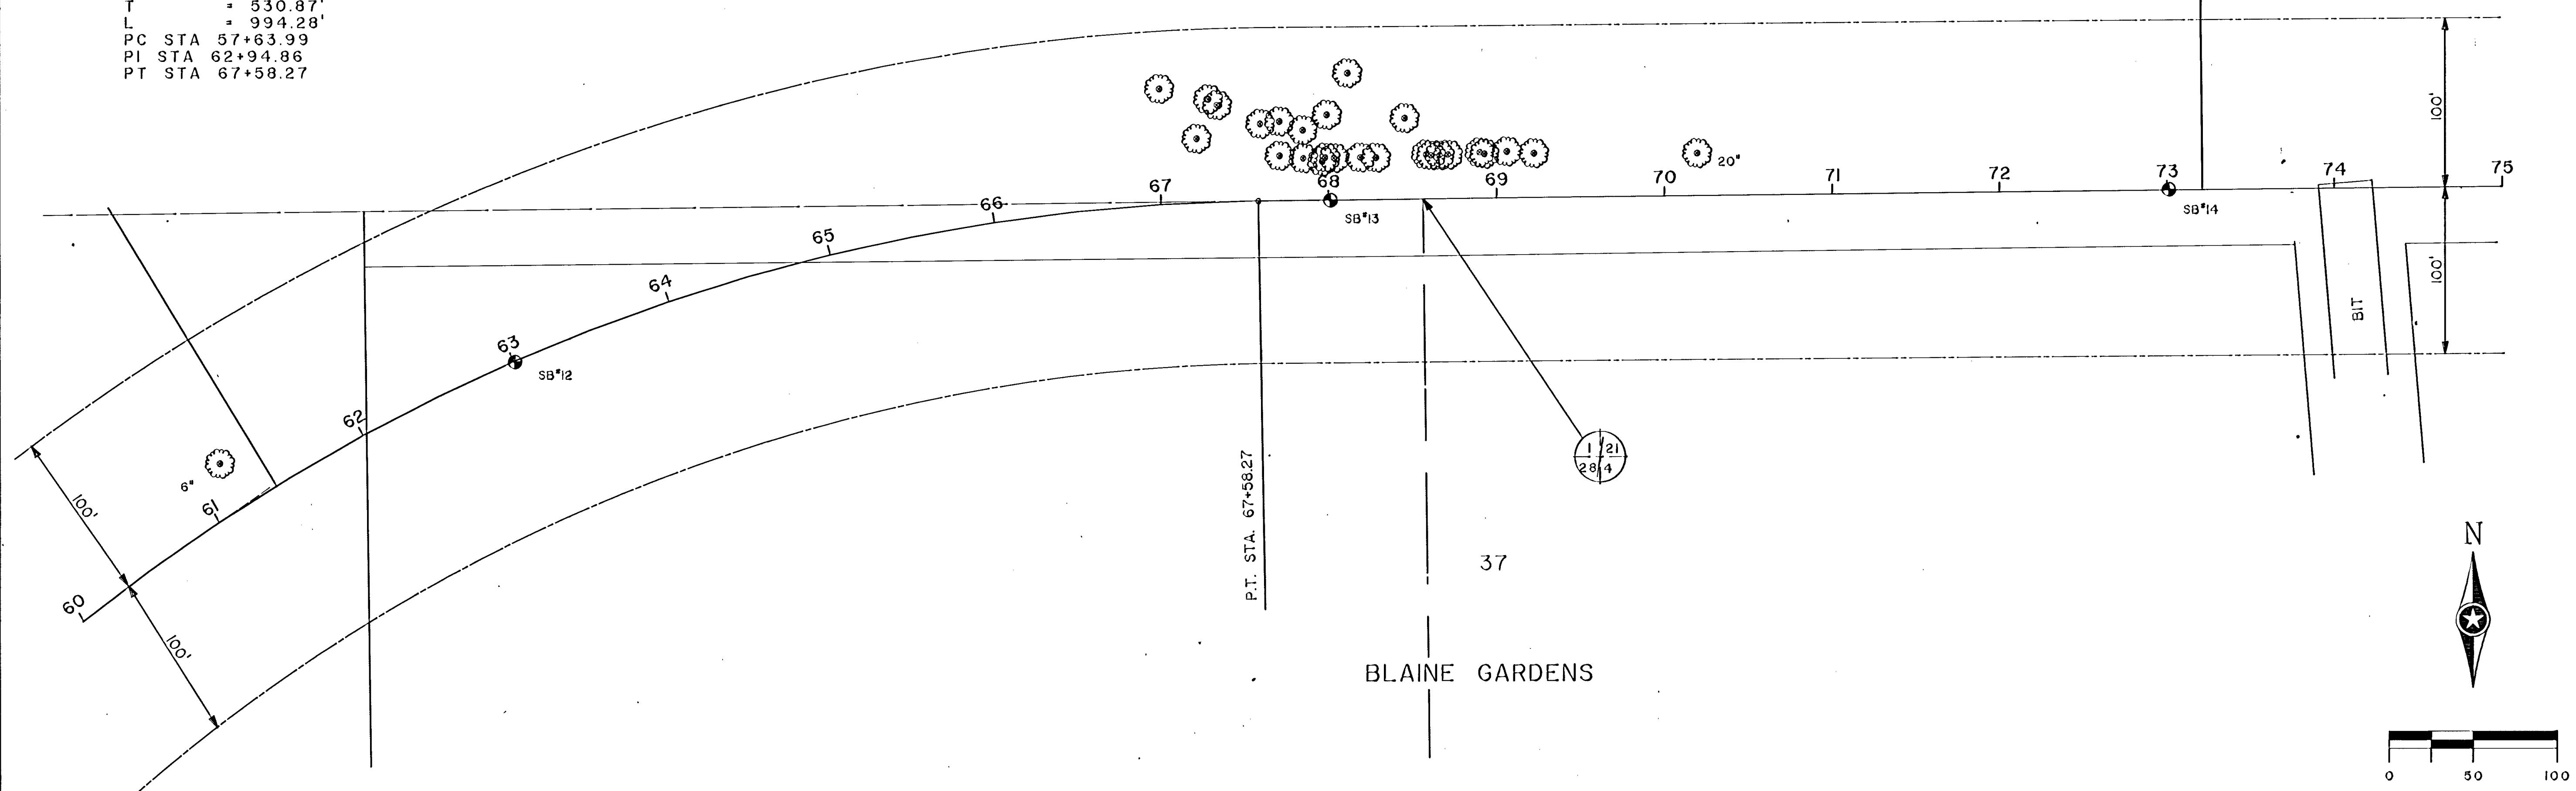 T = 530.87'
L = 994.28'
PC STA 57+63.99
PI STA 62+94.86
PT STA 67+58.27
100'
75
74
73
72
71
70
69
68
67
66
65
64
63
62
61
60
20"
SB#13
SB#14
SB#12
6"
100'
100'
100'
BIT
1 21
28 4
P.T. STA. 67+58.27
37
BLAINE GARDENS
N
0 50 100